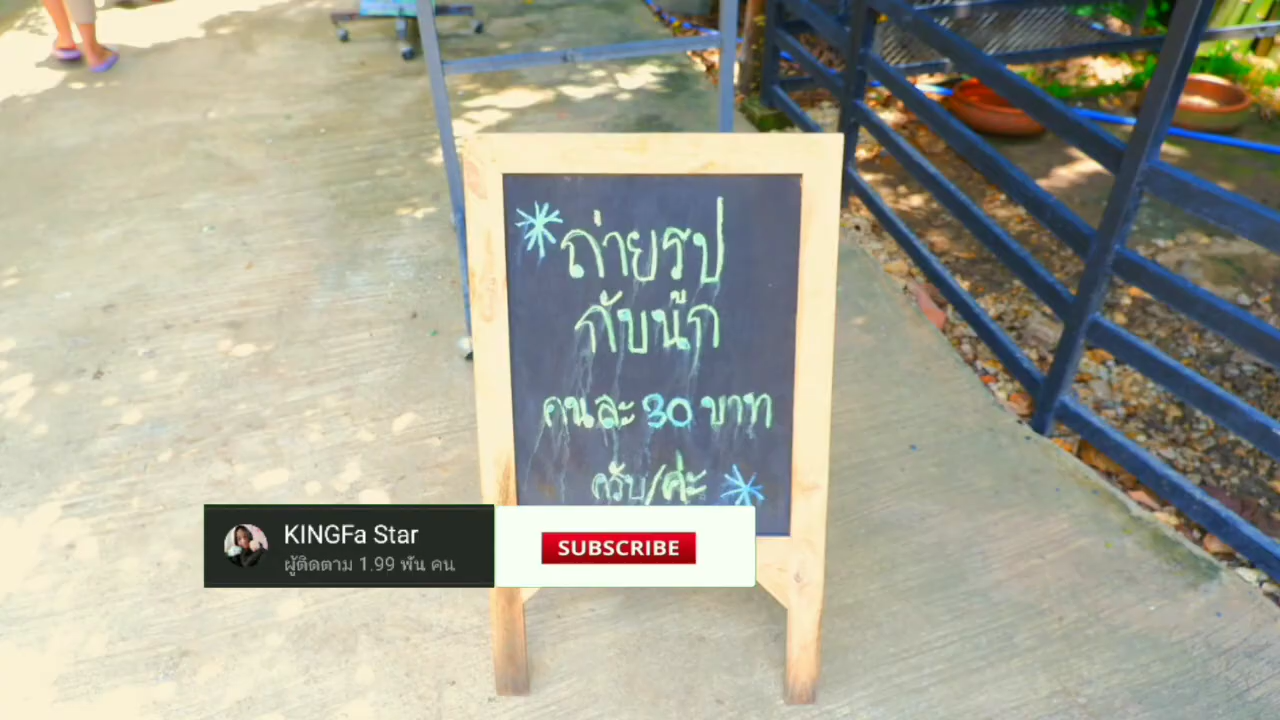 *ถ่ายรูป
กับนก
คนละ 30 บาท
ครับ/ค่ะ *
KINGFa Star
ผู้ติดตาม 1.99 พัน คน
SUBSCRIBE